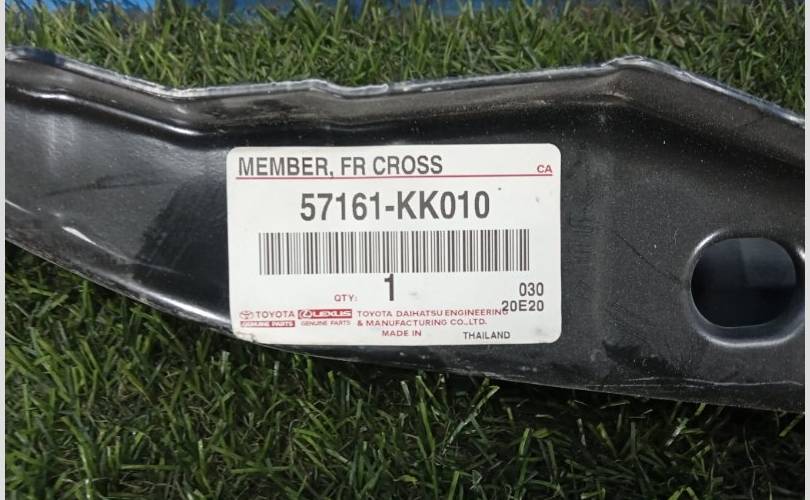 MEMBER, FR CROSS CA
57161-KK010
QTY: 1 030
20E20
TOYOTA LEXUS TOYOTA DAIHATSU ENGINEERING
GENUINE PARTS GENUINE PARTS & MANUFACTURING CO.,LTD.
MADE IN THAILAND